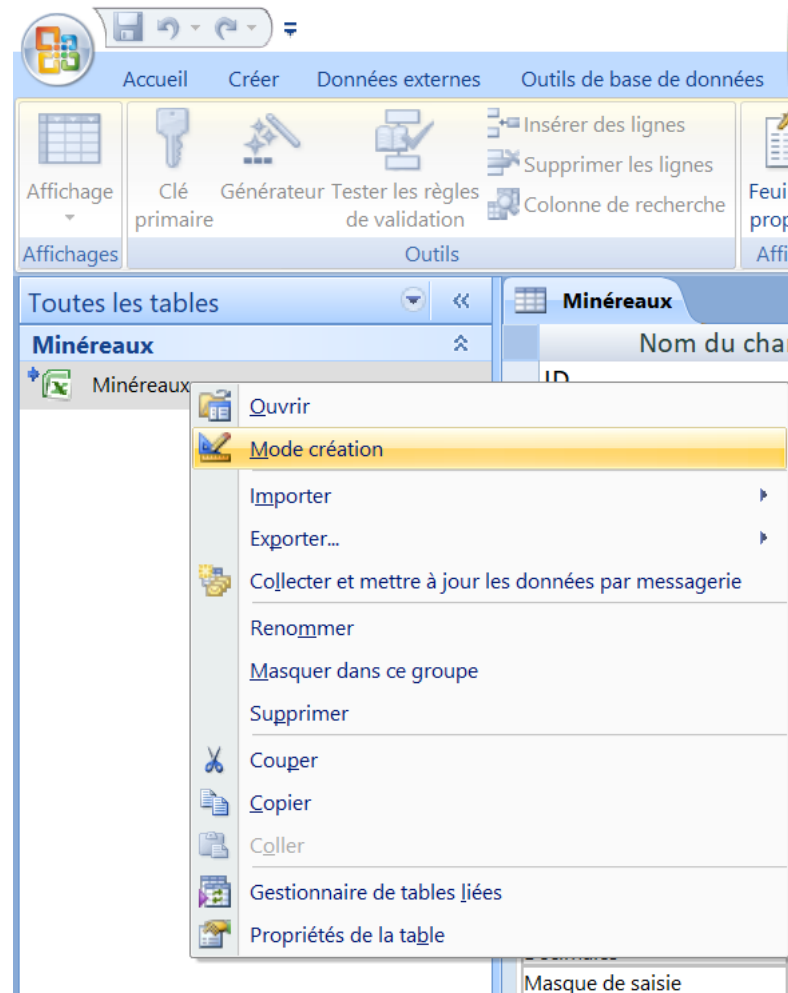 Accueil Créer Données externes Outils de base de données
Affichage
Clé primaire
Générateur
Tester les règles de validation
Insérer des lignes
Supprimer les lignes
Colonne de recherche
Feui
prop
Affichages
Outils
Affi
Toutes les tables
Minéreaux
Minéreaux
Minéreaux
Nom du cha
ID
Ouvrir
Mode création
Importer
Exporter...
Collecter et mettre à jour les données par messagerie
Renommer
Masquer dans ce groupe
Supprimer
Couper
Copier
Coller
Gestionnaire de tables liées
Propriétés de la table
Masque de saisie